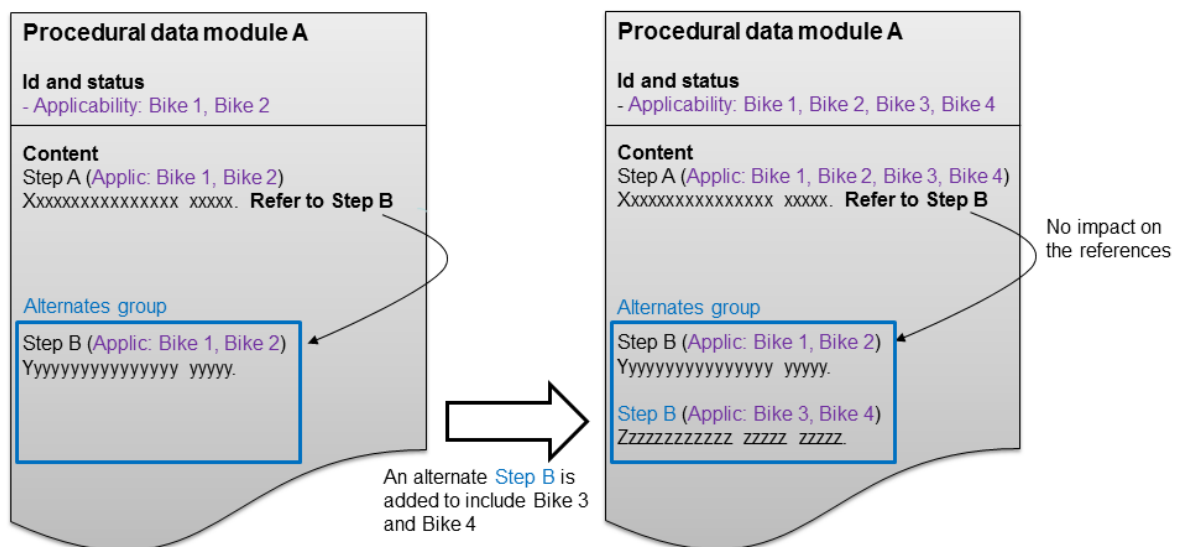 Procedural data module A
Id and status
- Applicability: Bike 1, Bike 2
Content
Step A (Applic: Bike 1, Bike 2)
Xxxxxxxxxxxxxxxx xxxxx. Refer to Step B
Alternates group
Step B (Applic: Bike 1, Bike 2)
Yyyyyyyyyyyyyyyy yyyyy.
An alternate Step B is
added to include Bike 3
and Bike 4
Procedural data module A
Id and status
- Applicability: Bike 1, Bike 2, Bike 3, Bike 4
Content
Step A (Applic: Bike 1, Bike 2, Bike 3, Bike 4)
Xxxxxxxxxxxxxxxx xxxxx. Refer to Step B
No impact on
the references
Alternates group
Step B (Applic: Bike 1, Bike 2)
Yyyyyyyyyyyyyyyy yyyyy.
Step B (Applic: Bike 3, Bike 4)
Zzzzzzzzzzzz zzzzz zzzzz.